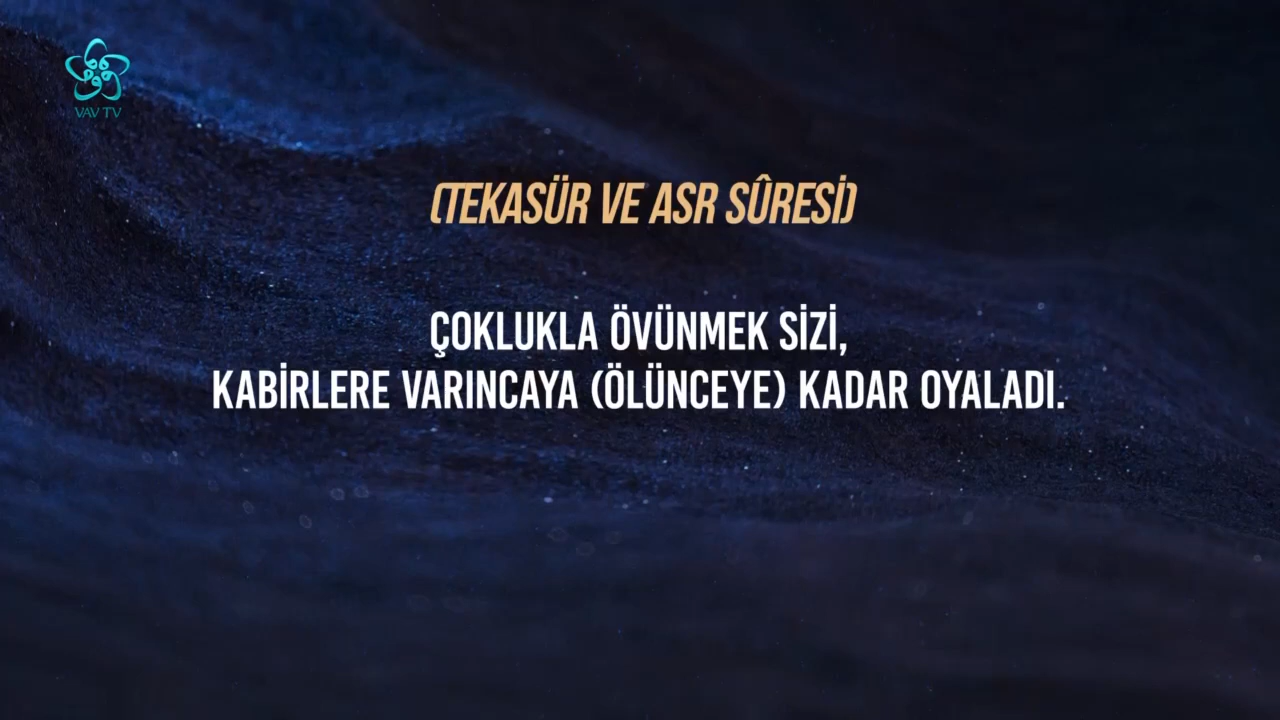 VAV TV
(TEKASÜR VE ASR SÛRESİ)
ÇOKLUKLA ÖVÜNMEK SİZİ,
KABİRLERE VARINCAYA (ÖLÜNCEYE) KADAR OYALADI.